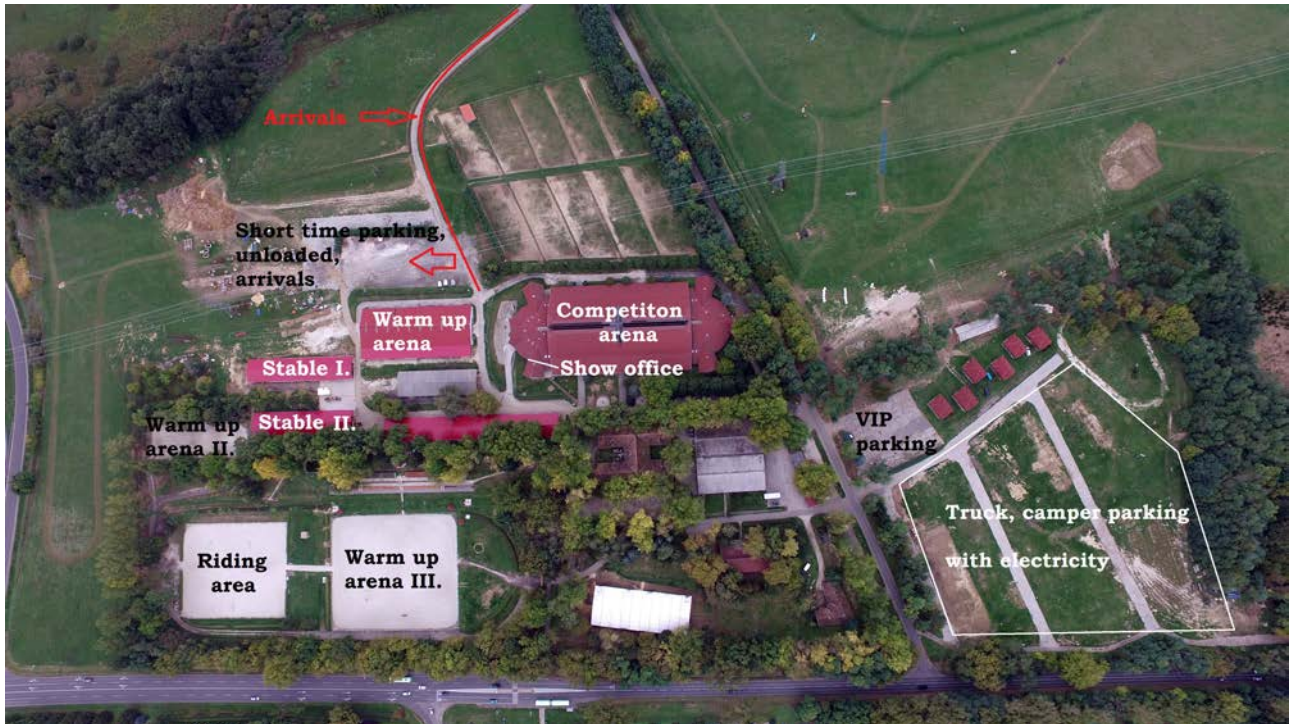 Arrivals
Short time parking,
unloaded,
arrivals
Warm up
arena
Competiton
arena
Show office
Stable I.
Stable II.
Warm up
arena II.
VIP
parking
Truck, camper parking
with electricity
Riding
area
Warm up
arena III.